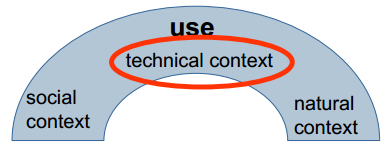 use
technical context
social
context
natural
context